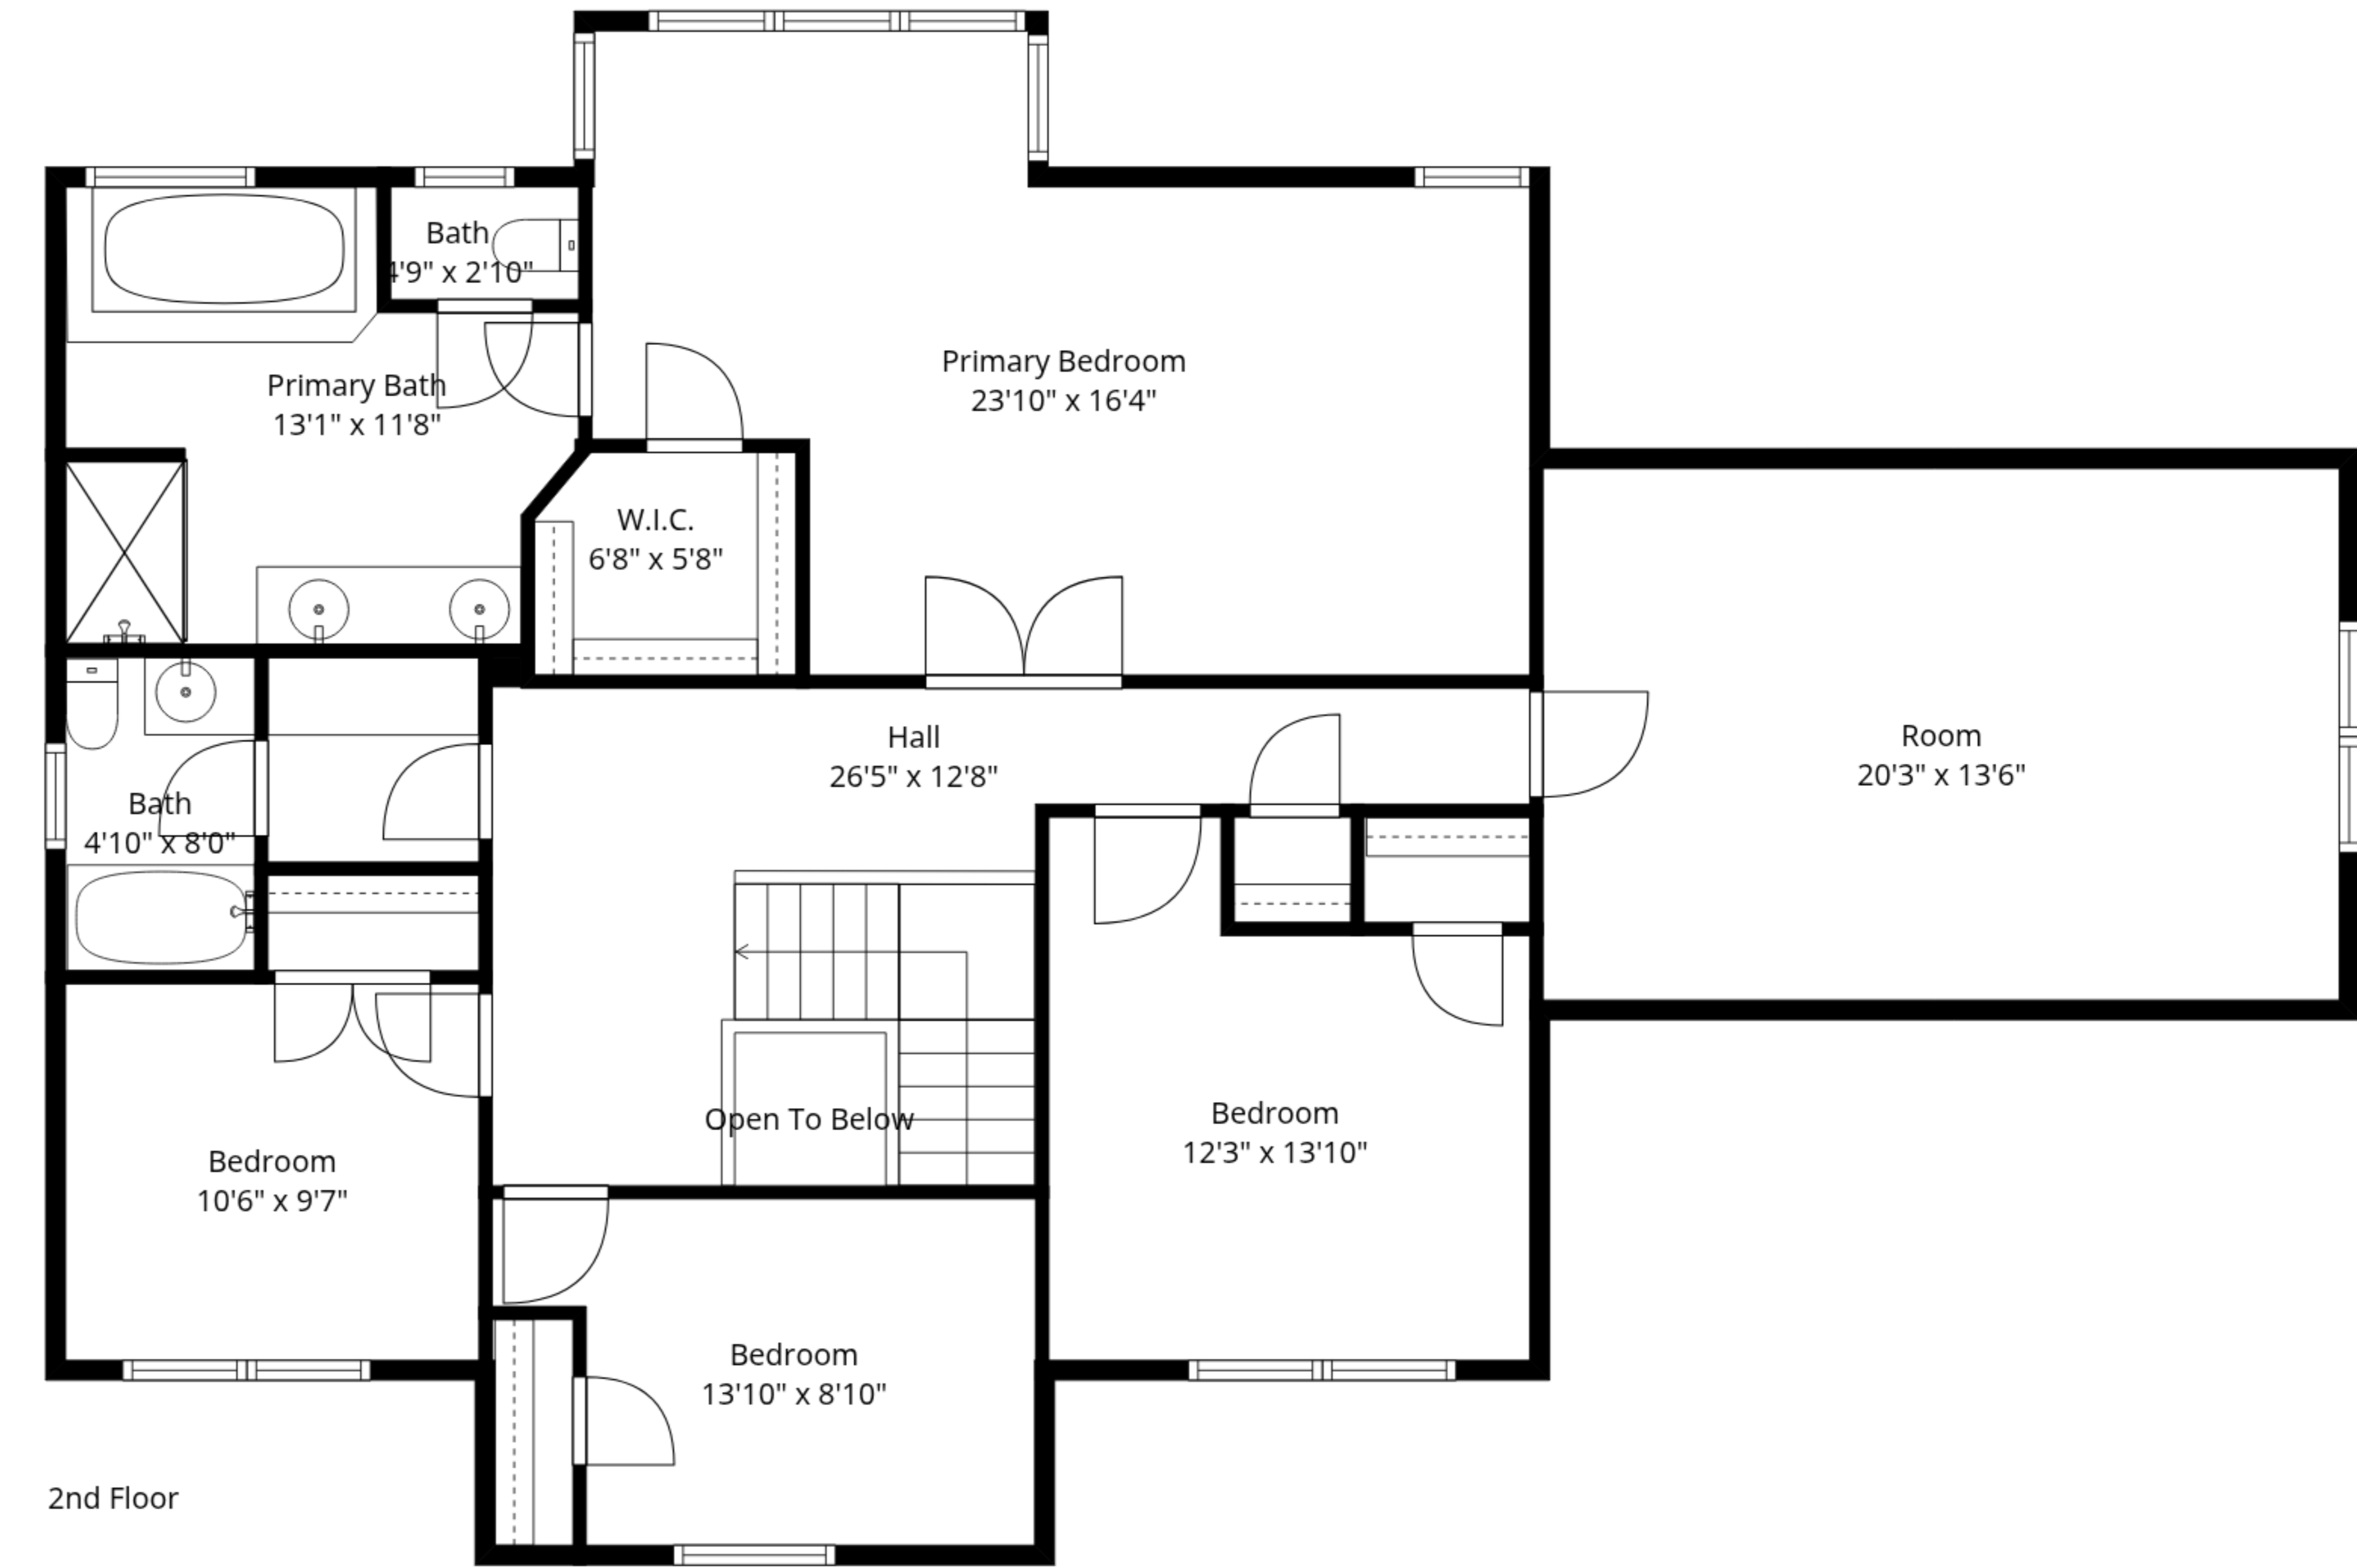 Bath
4'9" x 2'10"
Primary Bath
13'1" x 11'8"
Primary Bedroom
23'10" x 16'4"
W.I.C.
6'8" x 5'8"
Hall
26'5" x 12'8"
Room
20'3" x 13'6"
Bath
4'10" x 8'0"
Open To Below
Bedroom
12'3" x 13'10"
Bedroom
10'6" x 9'7"
Bedroom
13'10" x 8'10"
2nd Floor